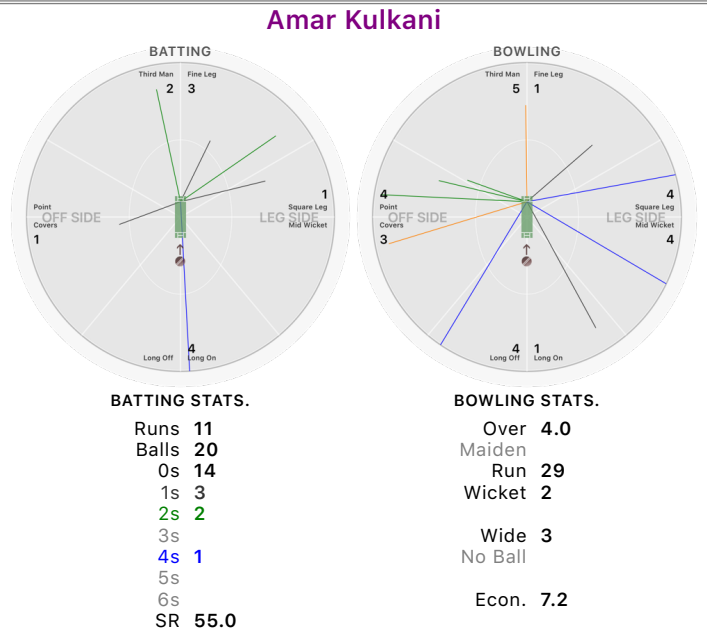 Amar Kulkani
BATTING
Third Man Fine Leg
2 3
1
Point Square Leg
OFF SIDE LEG SIDE
Covers Mid Wicket
1
4
Long Off Long On
BOWLING
Third Man Fine Leg
5 1
4 4
Point Square Leg
OFF SIDE LEG SIDE
Covers Mid Wicket
3 4
4 1
Long Off Long On
BATTING STATS.
Runs 11
Balls 20
0s 14
1s 3
2s 2
3s
4s 1
5s
6s
SR 55.0
BOWLING STATS.
Over 4.0
Maiden
Run 29
Wicket 2
Wide 3
No Ball
Econ. 7.2